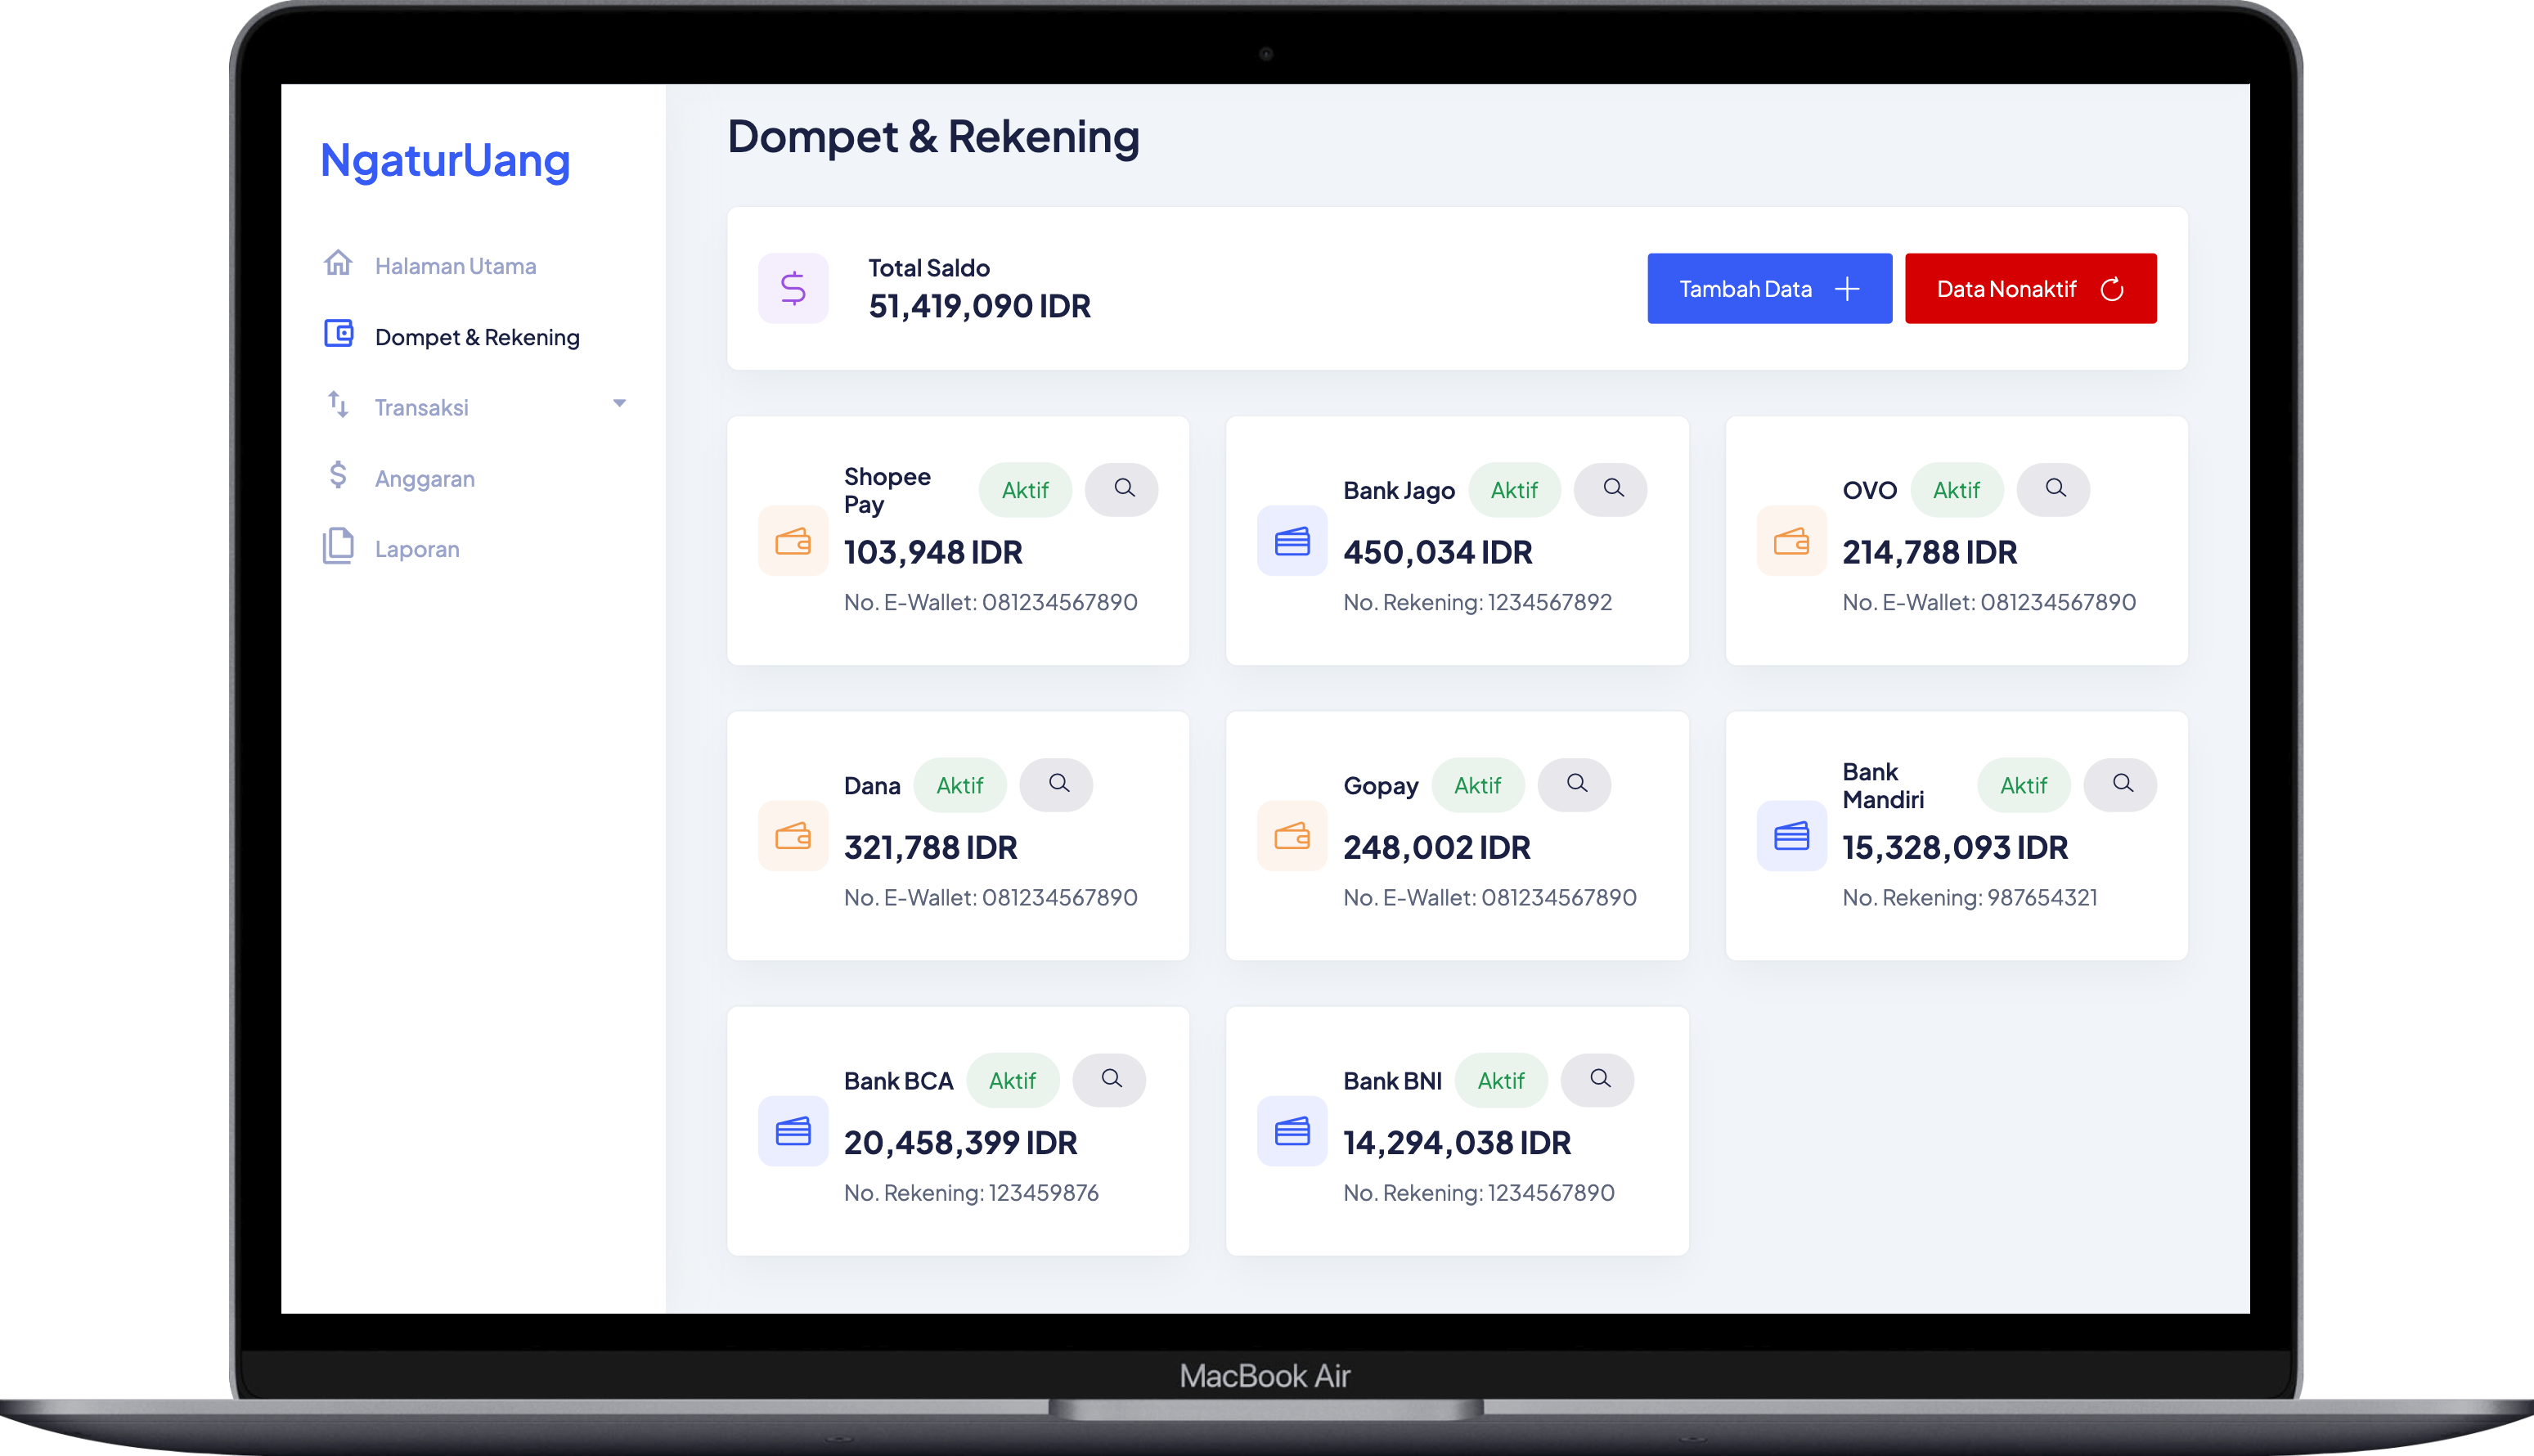 NgaturUang
Halaman Utama
Dompet & Rekening
Transaksi
Anggaran
Laporan
Dompet & Rekening
Total Saldo
51,419,090 IDR
Tambah Data
Data Nonaktif
Shopee
Pay
Aktif
103,948 IDR
No. E-Wallet: 081234567890
Bank Jago
Aktif
450,034 IDR
No. Rekening: 1234567892
OVO
Aktif
214,788 IDR
No. E-Wallet: 081234567890
Dana
Aktif
321,788 IDR
No. E-Wallet: 081234567890
Gopay
Aktif
248,002 IDR
No. E-Wallet: 081234567890
Bank
Mandiri
Aktif
15,328,093 IDR
No. Rekening: 987654321
Bank BCA
Aktif
20,458,399 IDR
No. Rekening: 123459876
Bank BNI
Aktif
14,294,038 IDR
No. Rekening: 1234567890
MacBook Air